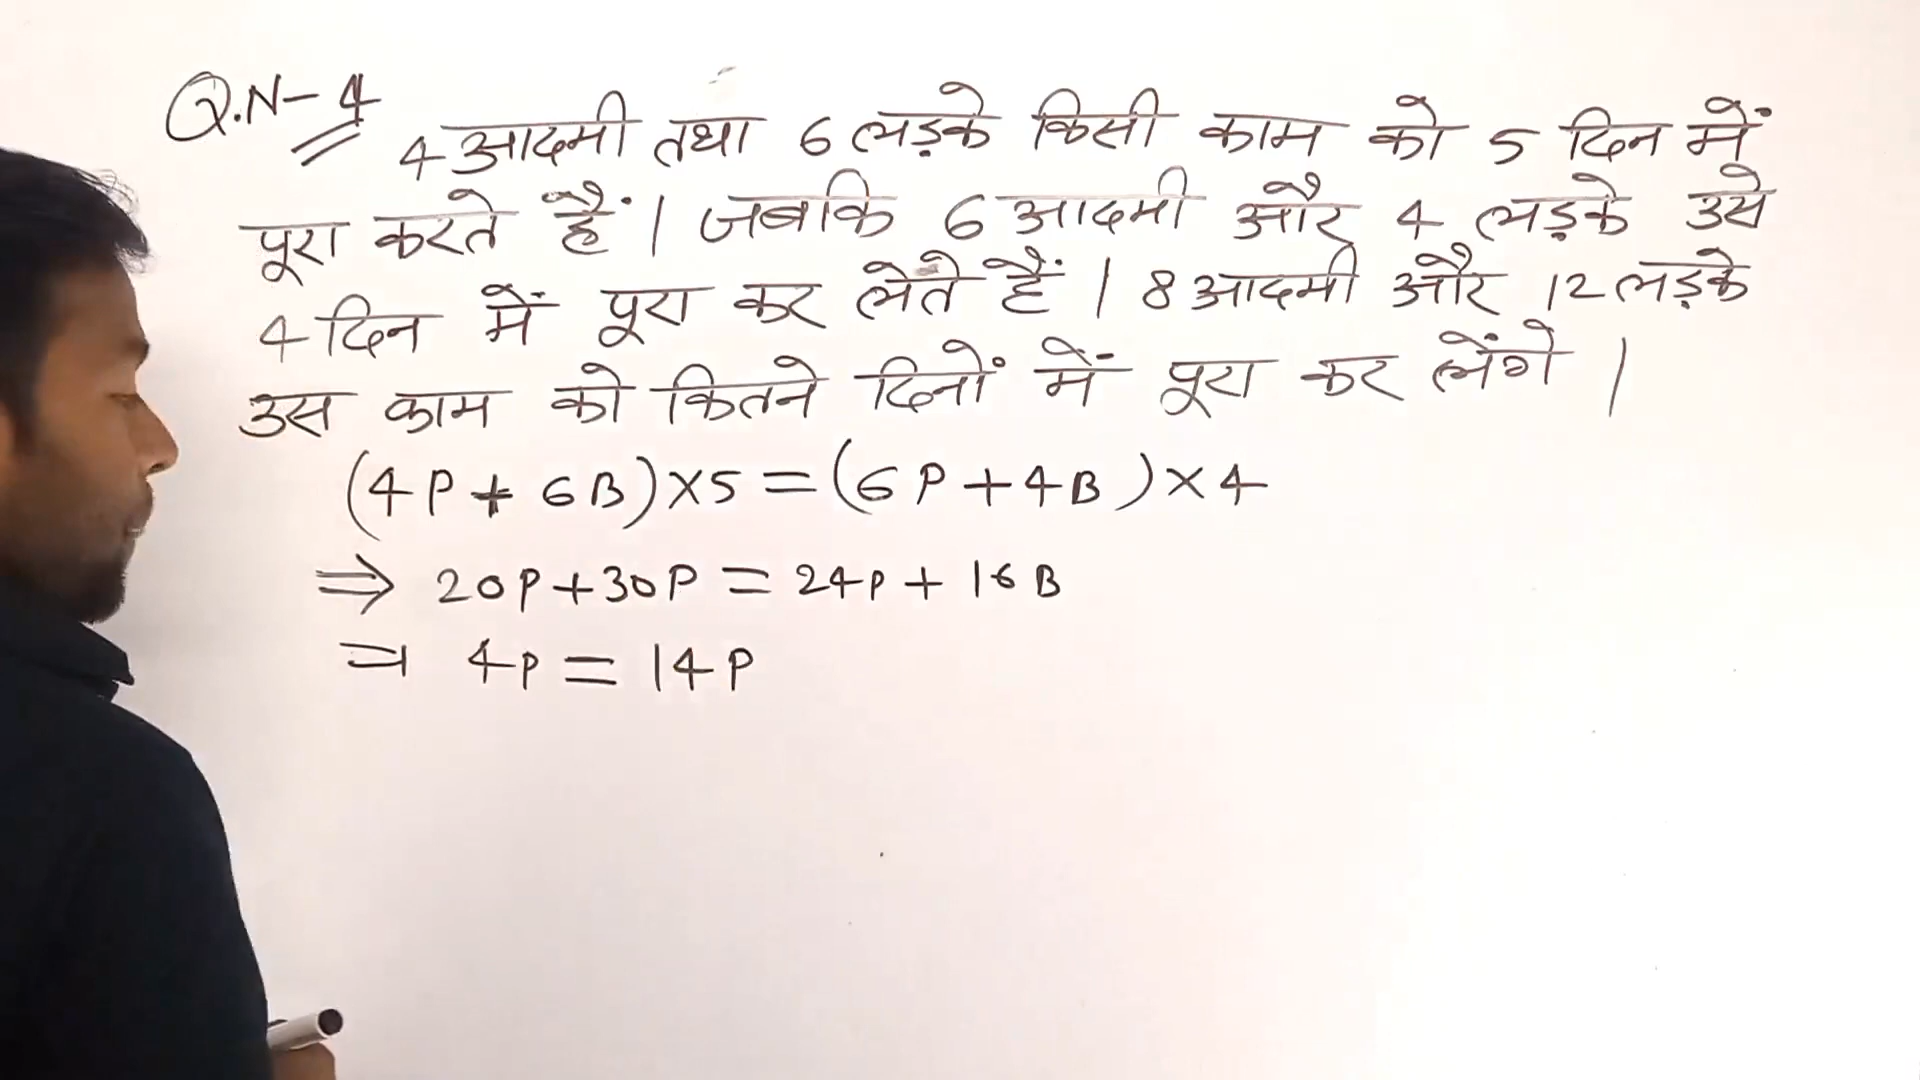 Q.N-4
4 आदमी तथा 6 लड़के किसी काम को 5 दिन में
पूरा करते हैं। जबकि 6 आदमी और 4 लड़के उसे
4 दिन में पूरा कर लेते हैं। 8 आदमी और 12 लड़के
उस काम को कितने दिनों में पूरा कर लेंगे।
(4P + 6B)×5 = (6P + 4B)×4
⇒ 20P + 30P = 24P + 16B
⇒ 4P = 14P